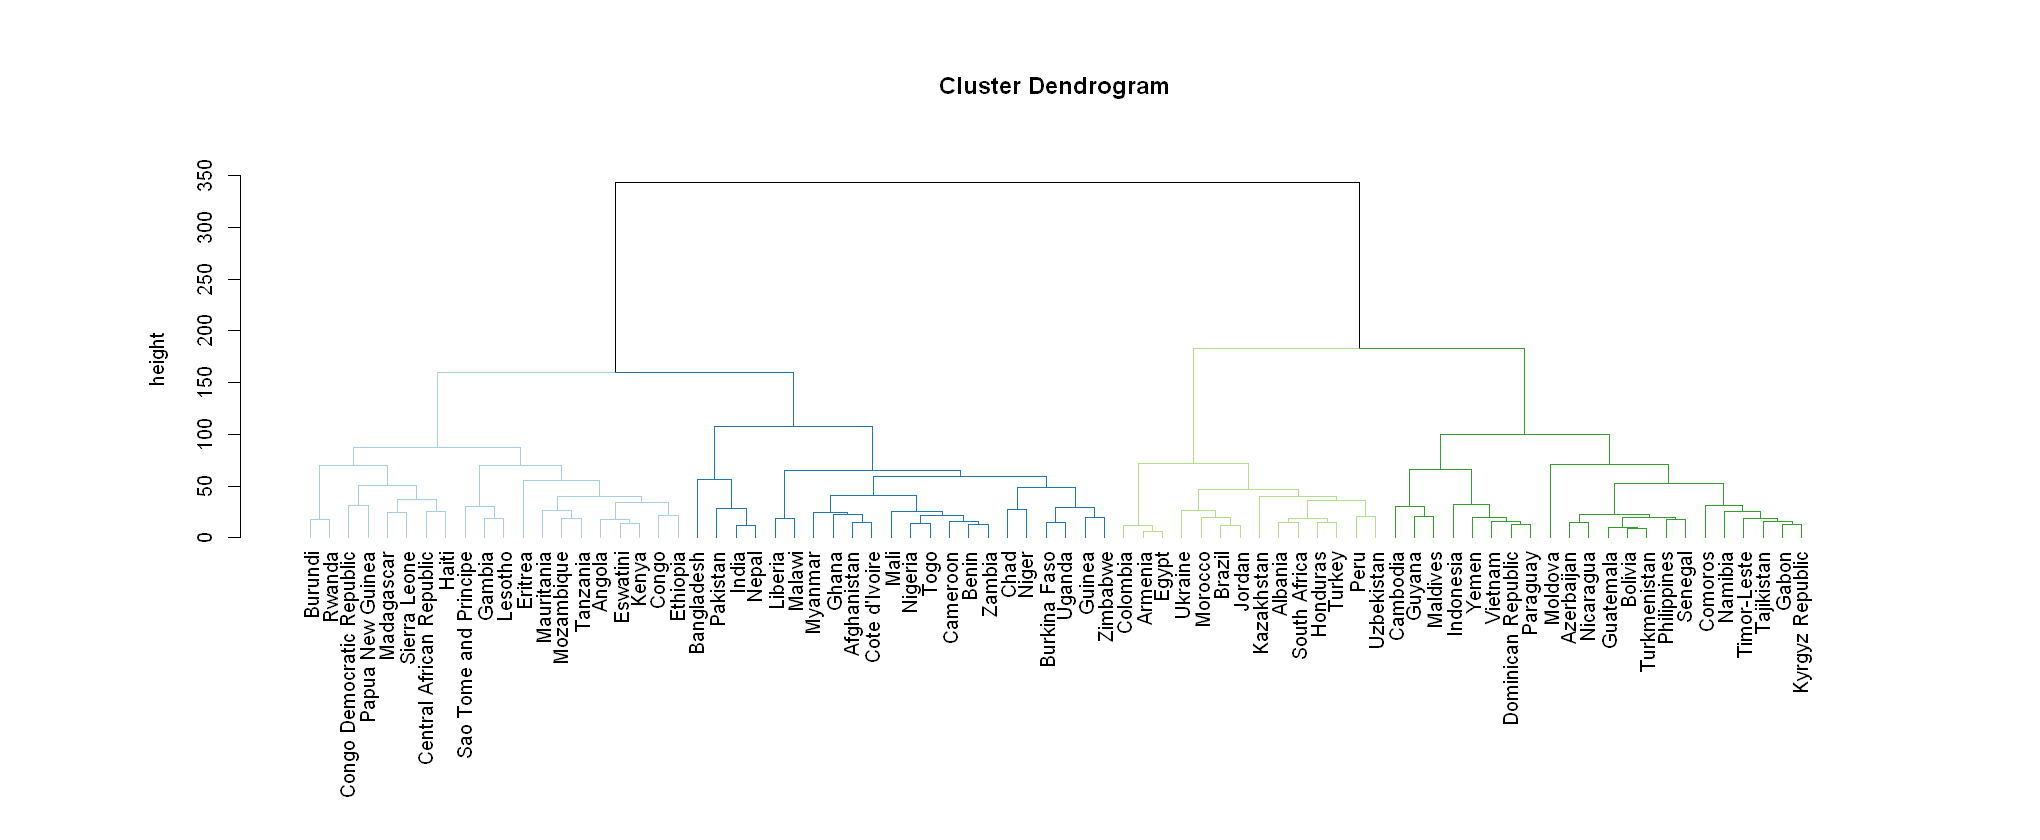 Cluster Dendrogram
height
0
50
100
150
200
250
300
350
Burundi
Rwanda
Congo Democratic Republic
Papua New Guinea
Madagascar
Sierra Leone
Central African Republic
Haiti
Sao Tome and Principe
Gambia
Lesotho
Eritrea
Mauritania
Mozambique
Tanzania
Angola
Eswatini
Kenya
Congo
Ethiopia
Bangladesh
Pakistan
India
Nepal
Liberia
Malawi
Myanmar
Ghana
Afghanistan
Cote d'Ivoire
Mali
Nigeria
Togo
Cameroon
Benin
Zambia
Chad
Niger
Burkina Faso
Uganda
Guinea
Zimbabwe
Colombia
Armenia
Egypt
Ukraine
Morocco
Brazil
Jordan
Kazakhstan
Albania
South Africa
Honduras
Turkey
Peru
Uzbekistan
Cambodia
Guyana
Maldives
Indonesia
Yemen
Vietnam
Dominican Republic
Paraguay
Moldova
Azerbaijan
Nicaragua
Guatemala
Bolivia
Turkmenistan
Philippines
Senegal
Comoros
Namibia
Timor-Leste
Tajikistan
Gabon
Kyrgyz Republic